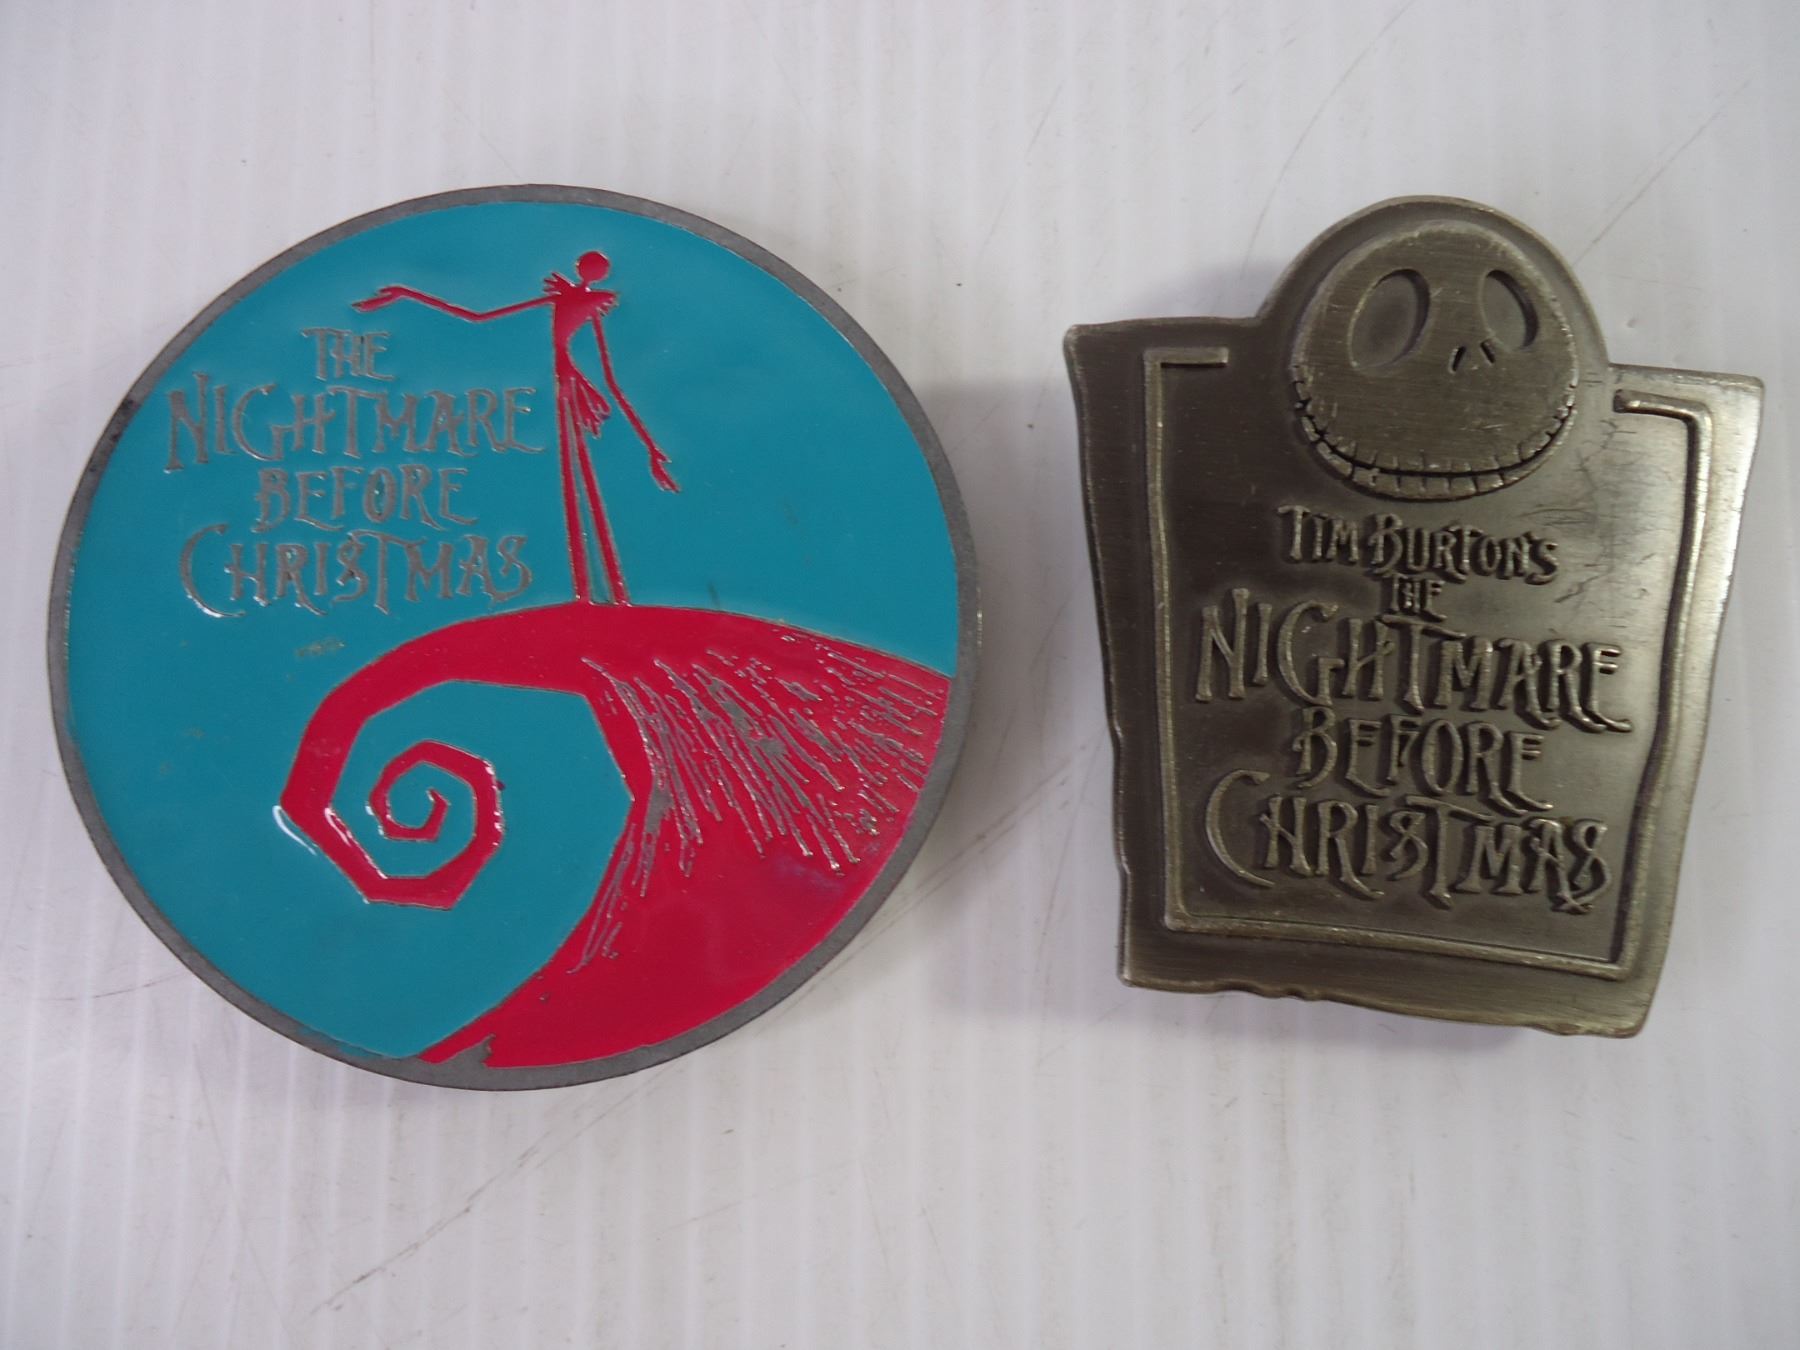 THE
NIGHTMARE
BEFORE
CHRISTMAS
TIM BURTON'S
THE
NIGHTMARE
BEFORE
CHRISTMAS